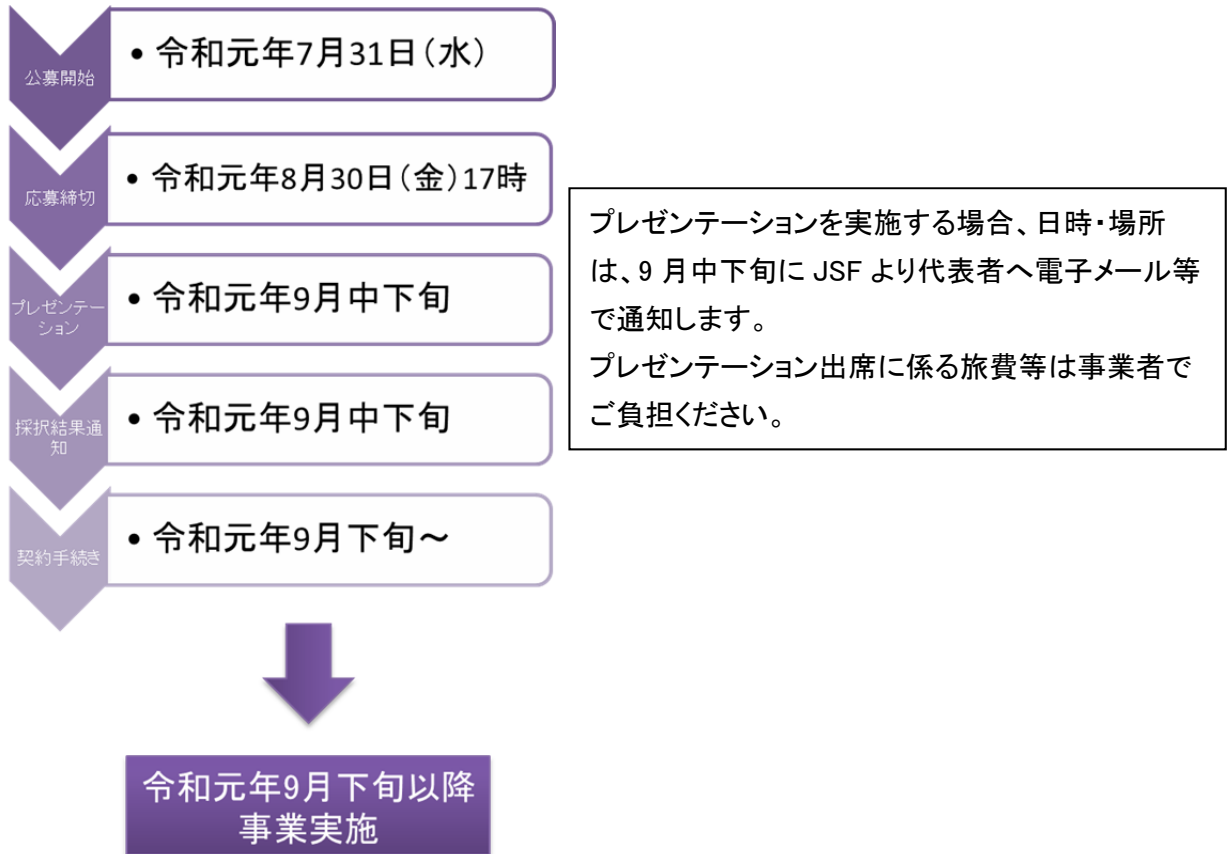 公募開始
• 令和元年7月31日(水)
応募締切
• 令和元年8月30日(金)17時
プレゼンテー
ション
• 令和元年9月中下旬
採択結果通
知
• 令和元年9月中下旬
契約手続き
• 令和元年9月下旬～
プレゼンテーションを実施する場合、日時・場所
は、9 月中下旬に JSF より代表者へ電子メール等
で通知します。
プレゼンテーション出席に係る旅費等は事業者で
ご負担ください。
令和元年9月下旬以降
事業実施